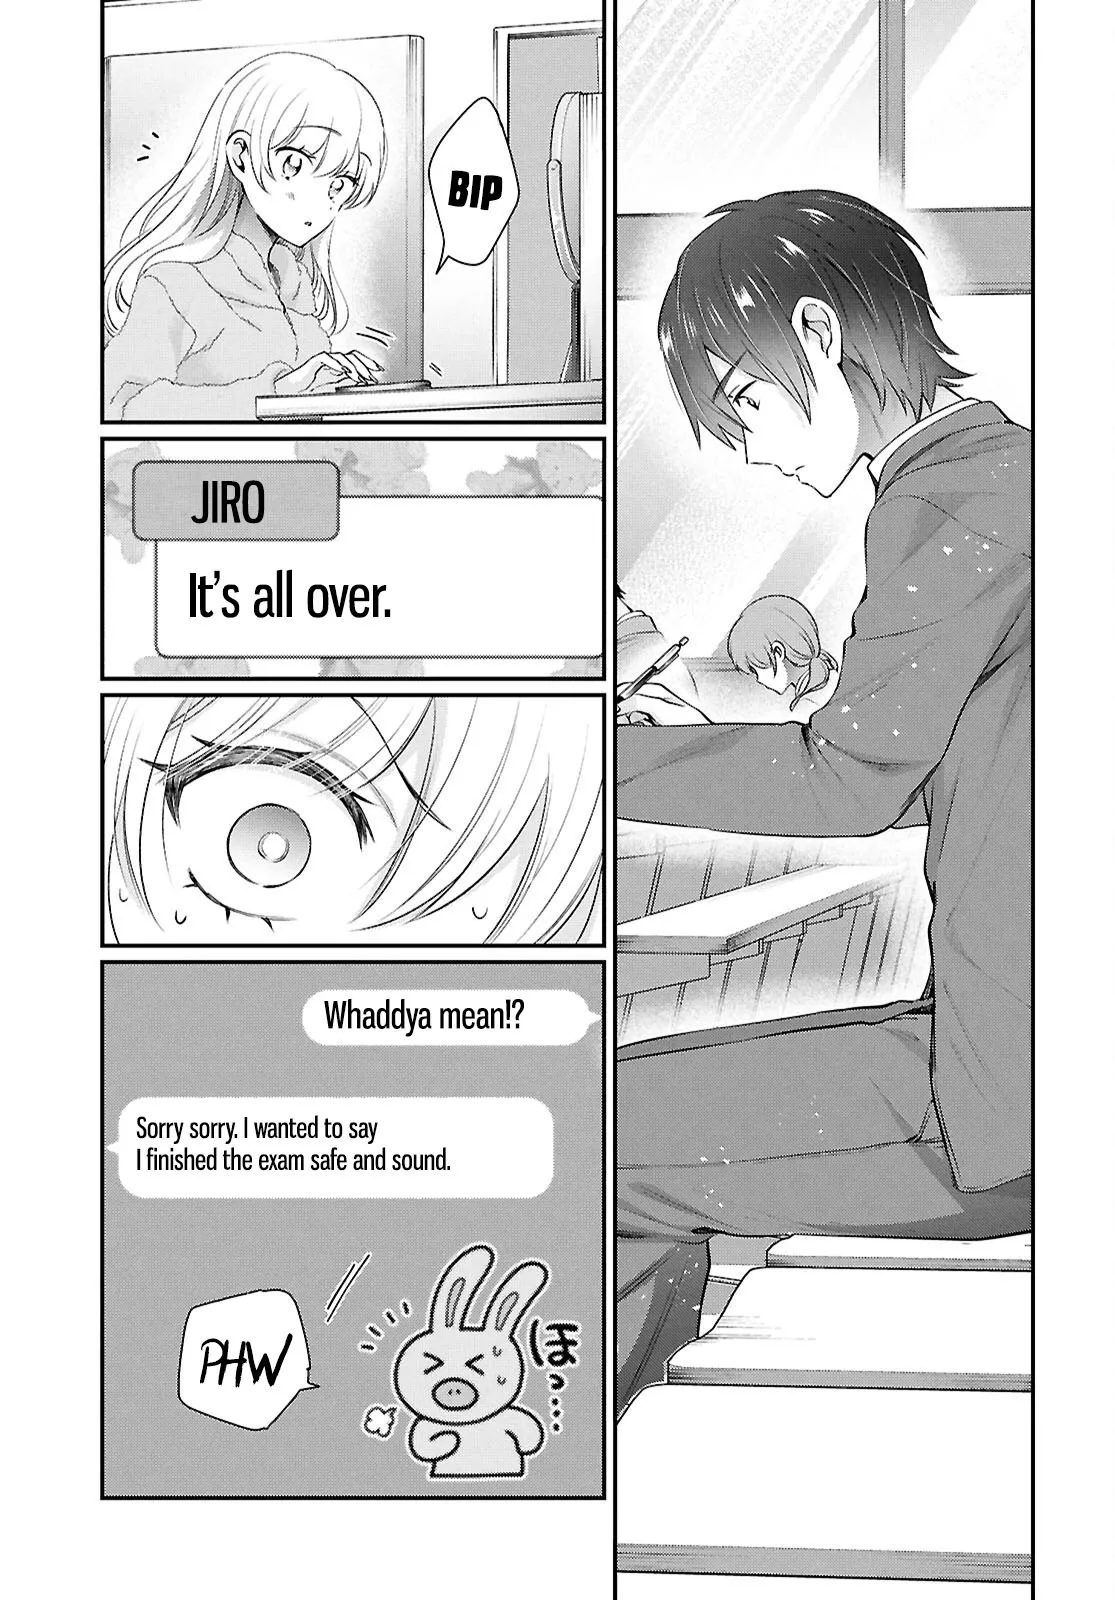 BIP
JIRO
It's all over.
Whaddya mean!?
Sorry sorry. I wanted to say
I finished the exam safe and sound.
PHW
ほっ…